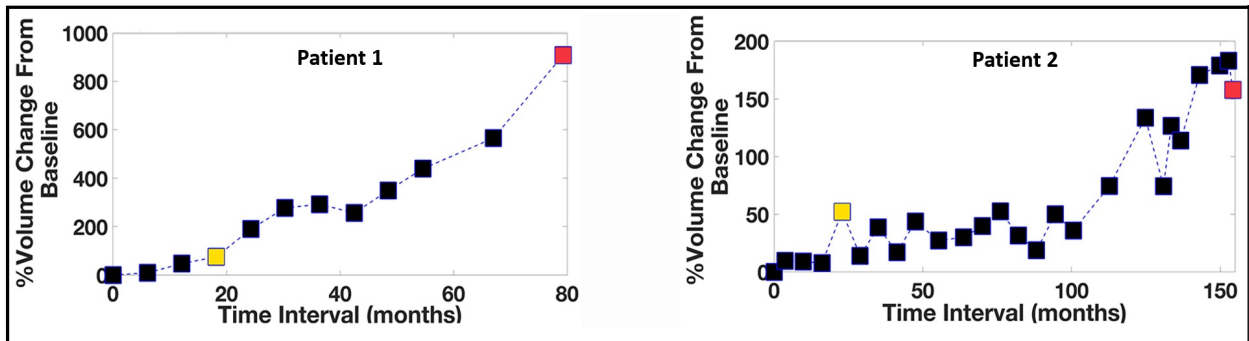 Patient 1
%Volume Change From
Baseline
1000
800
600
400
200
0
0 20 40 60 80
Time Interval (months)
Patient 2
%Volume Change From
Baseline
200
150
100
50
0
0 50 100 150
Time Interval (months)